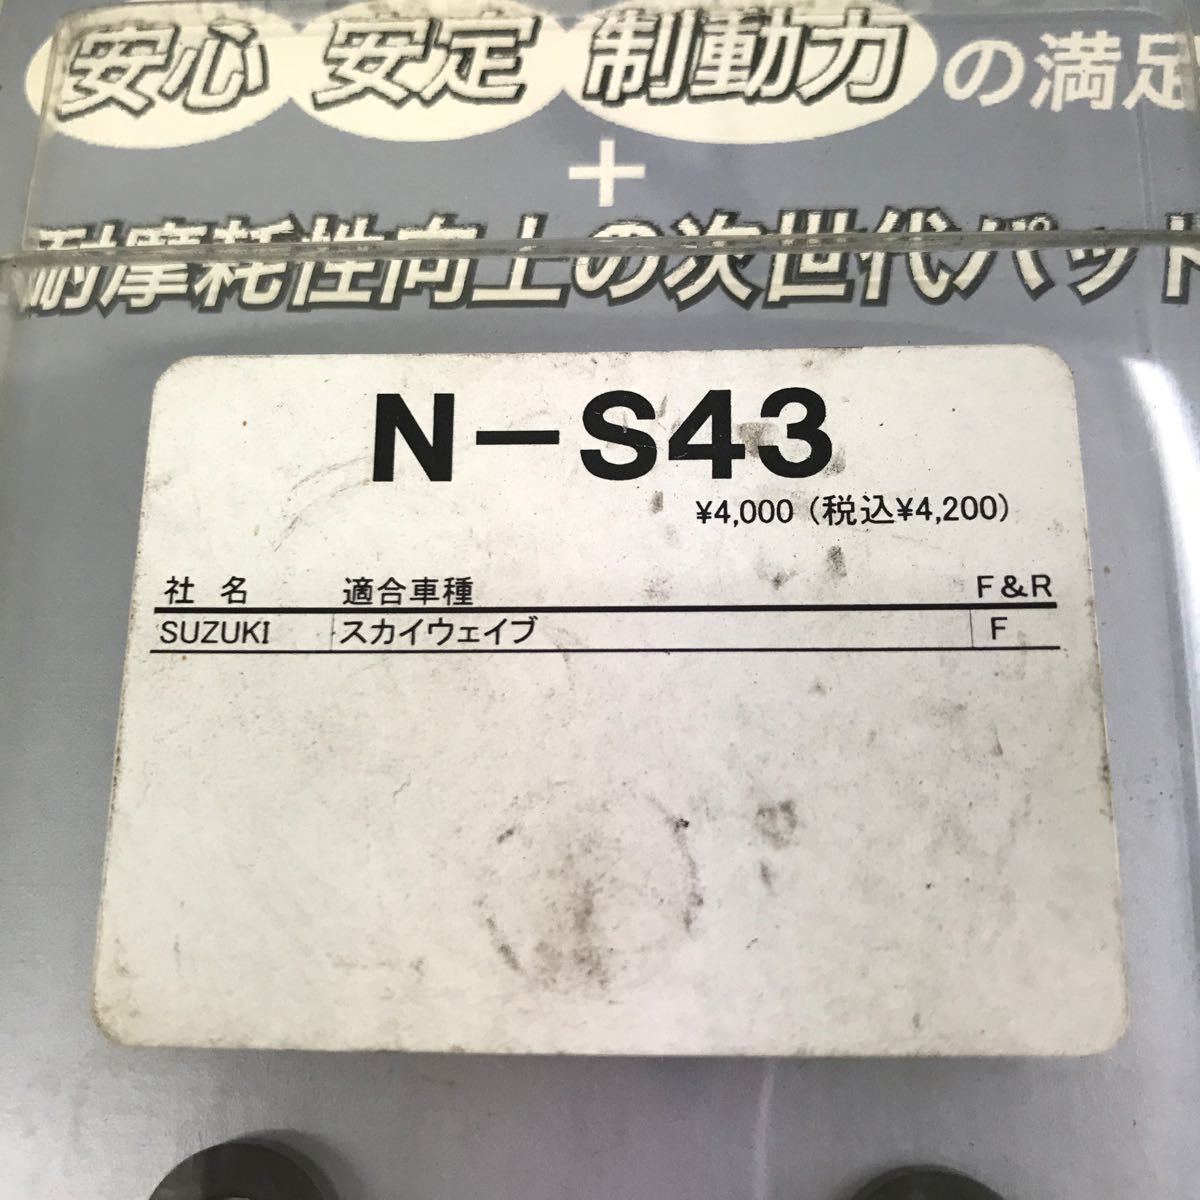 安心 安定 制動力の満足
+
耐摩耗性向上の次世代パッド
N-S43
¥4,000（税込¥4,200）
社 名 適合車種 F&R
SUZUKI スカイウェイブ F